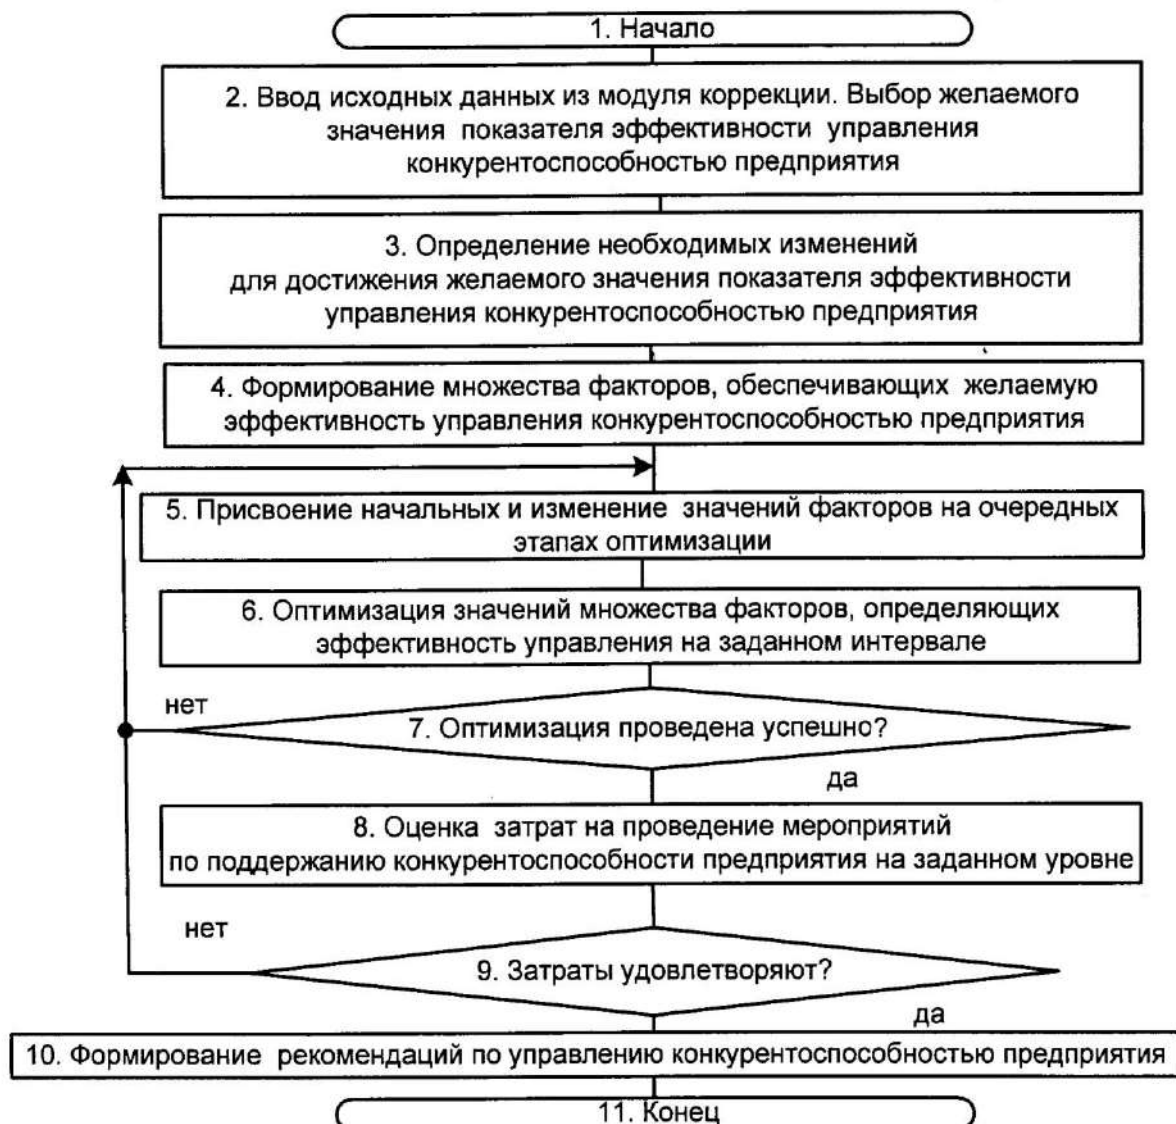 1. Начало
2. Ввод исходных данных из модуля коррекции. Выбор желаемого
значения показателя эффективности управления
конкурентоспособностью предприятия
3. Определение необходимых изменений
для достижения желаемого значения показателя эффективности
управления конкурентоспособностью предприятия
4. Формирование множества факторов, обеспечивающих желаемую
эффективность управления конкурентоспособностью предприятия
5. Присвоение начальных и изменение значений факторов на очередных
этапах оптимизации
6. Оптимизация значений множества факторов, определяющих
эффективность управления на заданном интервале
нет
7. Оптимизация проведена успешно?
да
8. Оценка затрат на проведение мероприятий
по поддержанию конкурентоспособности предприятия на заданном уровне
нет
9. Затраты удовлетворяют?
да
10. Формирование рекомендаций по управлению конкурентоспособностью предприятия
11. Конец